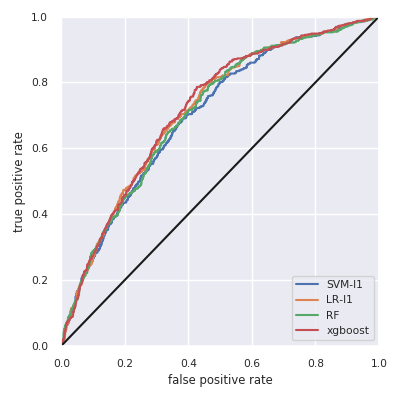 1.0
0.8
0.6
0.4
0.2
0.0
true positive rate
0.0 0.2 0.4 0.6 0.8 1.0
false positive rate
SVM-l1
LR-l1
RF
xgboost